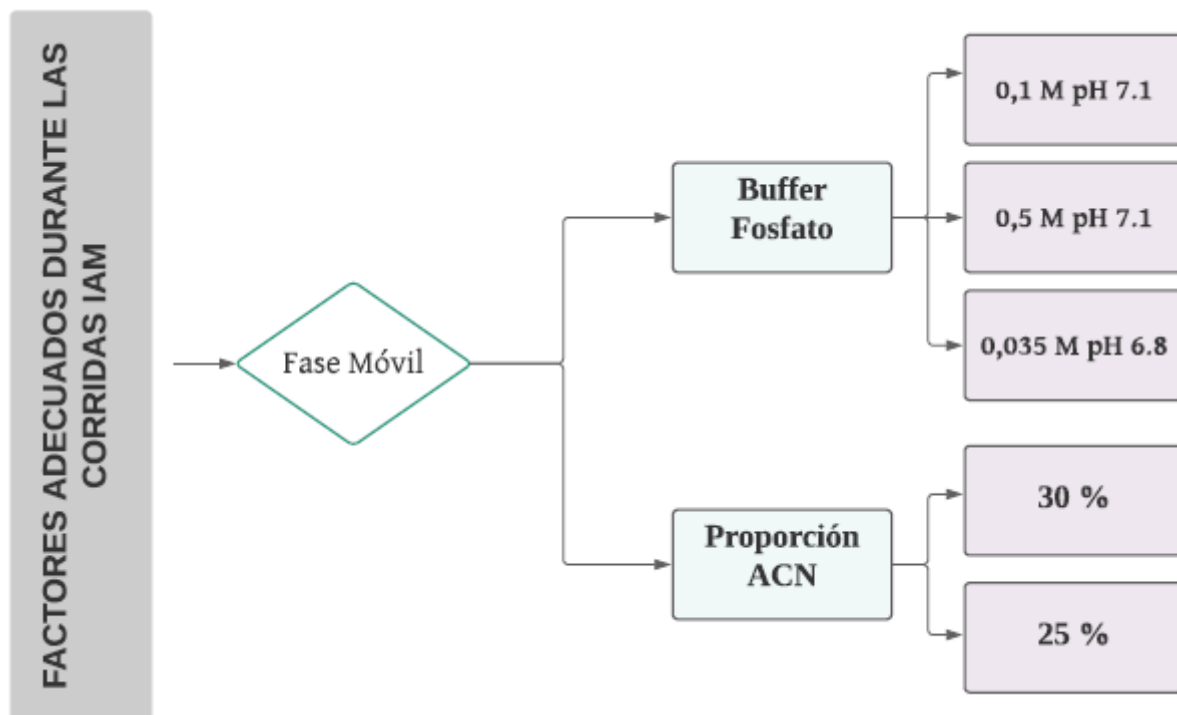 FACTORES ADECUADOS DURANTE LAS
CORRIDAS IAM
Fase Móvil
Buffer
Fosfato
0,1 M pH 7.1
0,5 M pH 7.1
0,035 M pH 6.8
Proporción
ACN
30 %
25 %